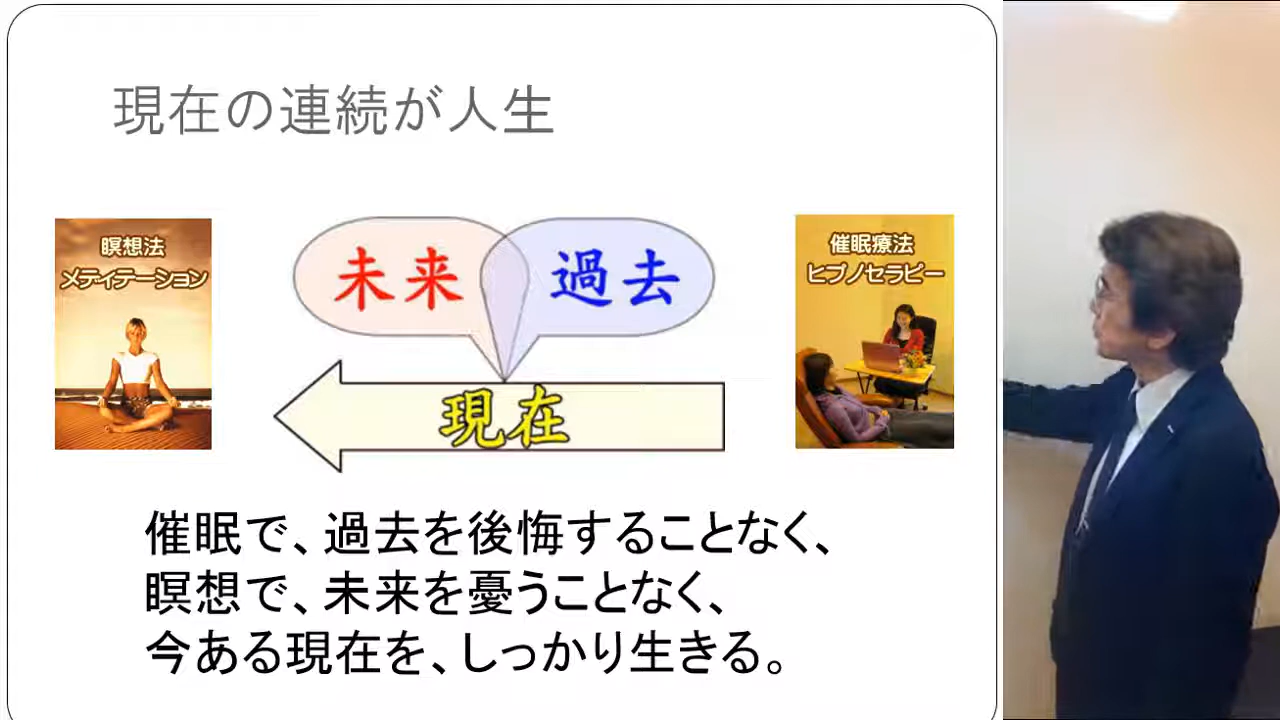 現在の連続が人生
瞑想法
メディテーション
未来
過去
催眠療法
ヒプノセラピー
現在
催眠で、過去を後悔することなく、
瞑想で、未来を憂うことなく、
今ある現在を、しっかり生きる。